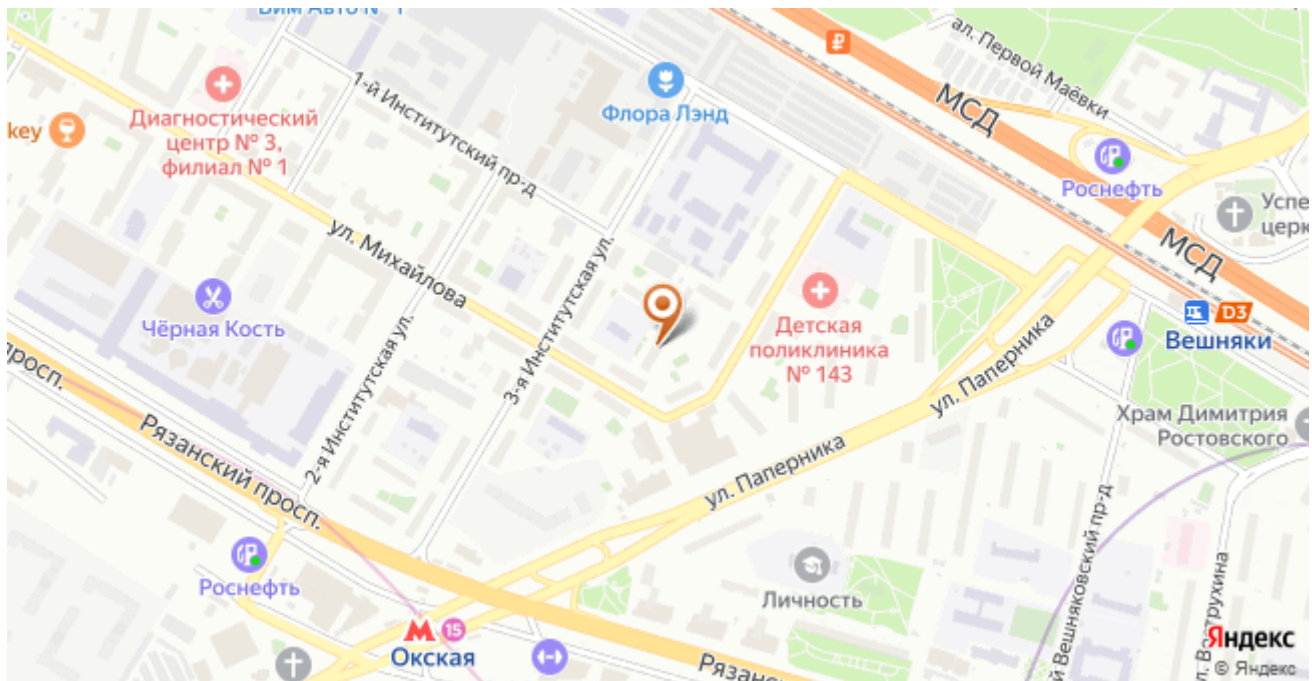 Бим Авто № 1
ал. Первой Маёвки
МСД
1-й Институтский пр-д
Флора Лэнд
Диагностический
центр № 3,
филиал № 1
key
Роснефть
Успе
церк
МСД
ул. Михайлова
3-я Институтская ул.
2-я Институтская ул.
Чёрная Кость
Детская
поликлиника
№ 143
D3
Вешняки
ул. Паперника
Храм Димитрия
Ростовского
просп.
Рязанский просп.
ул. Паперника
Роснефть
Личность
й Вешняковский пр-д
л. Вострухина
15
Окская
Рязанский
Яндекс
© Яндекс